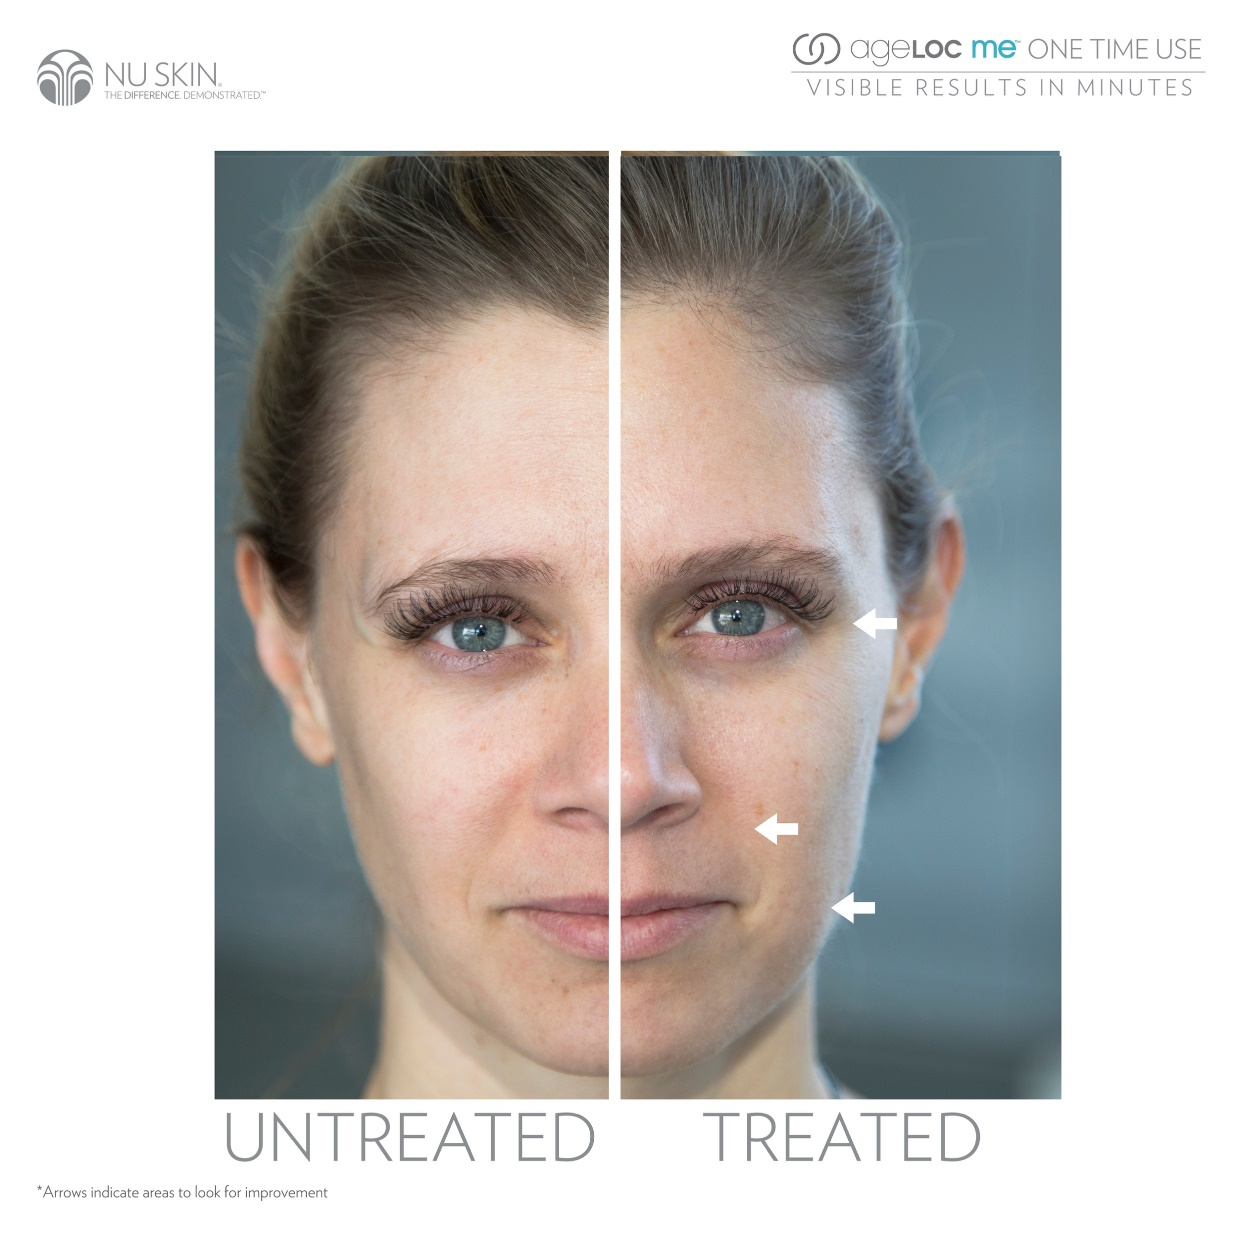 NU SKIN®
THE DIFFERENCE. DEMONSTRATED.™
ageLOC me™ ONE TIME USE
VISIBLE RESULTS IN MINUTES
UNTREATED TREATED
*Arrows indicate areas to look for improvement